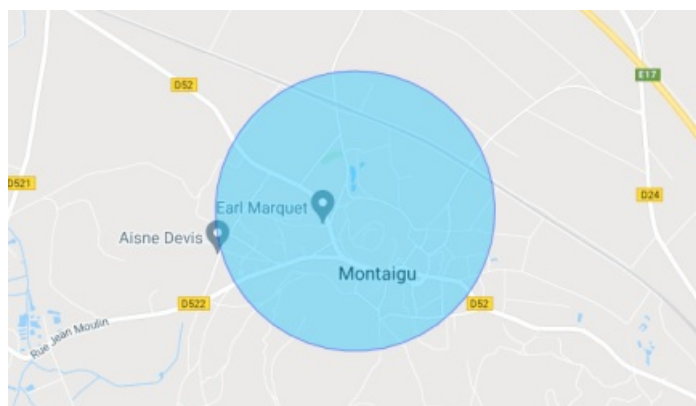 E17
D52
D521
D24
Earl Marquet
Aisne Devis
Montaigu
D522
D52
Rue Jean Moulin